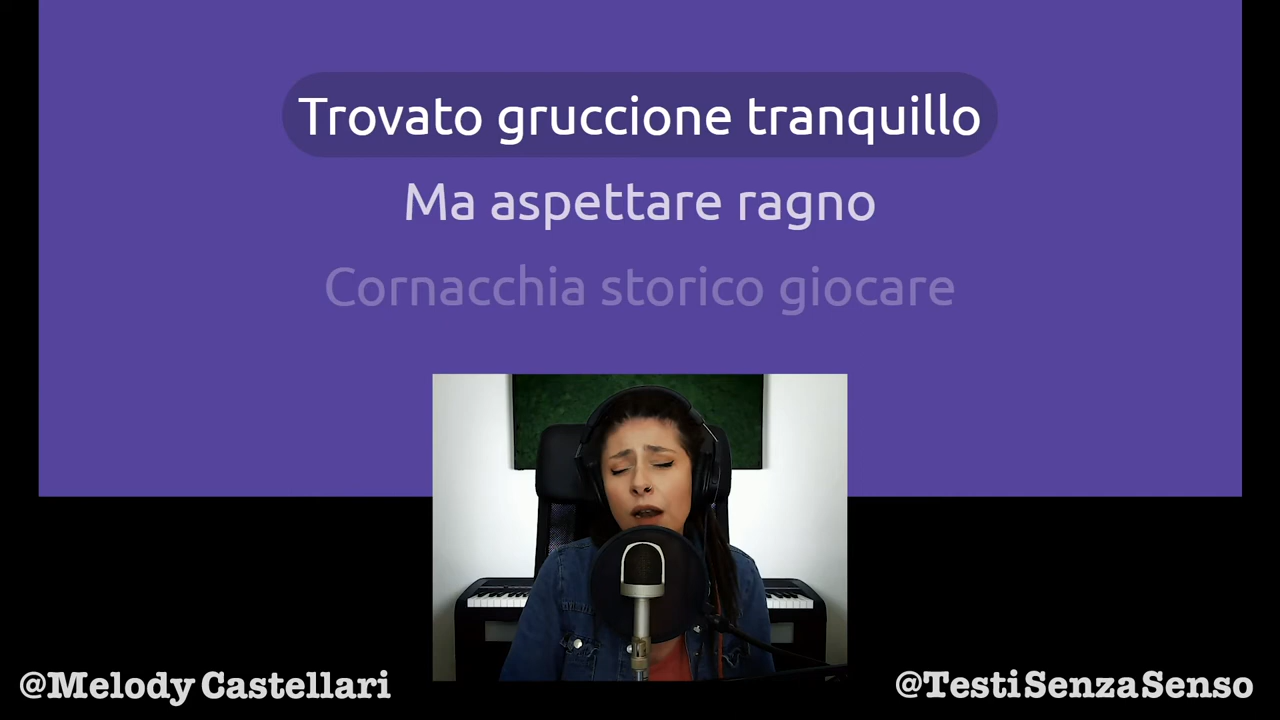 Trovato gruccione tranquillo
Ma aspettare ragno
Cornacchia storico giocare
@Melody Castellari
@TestiSenzaSenso